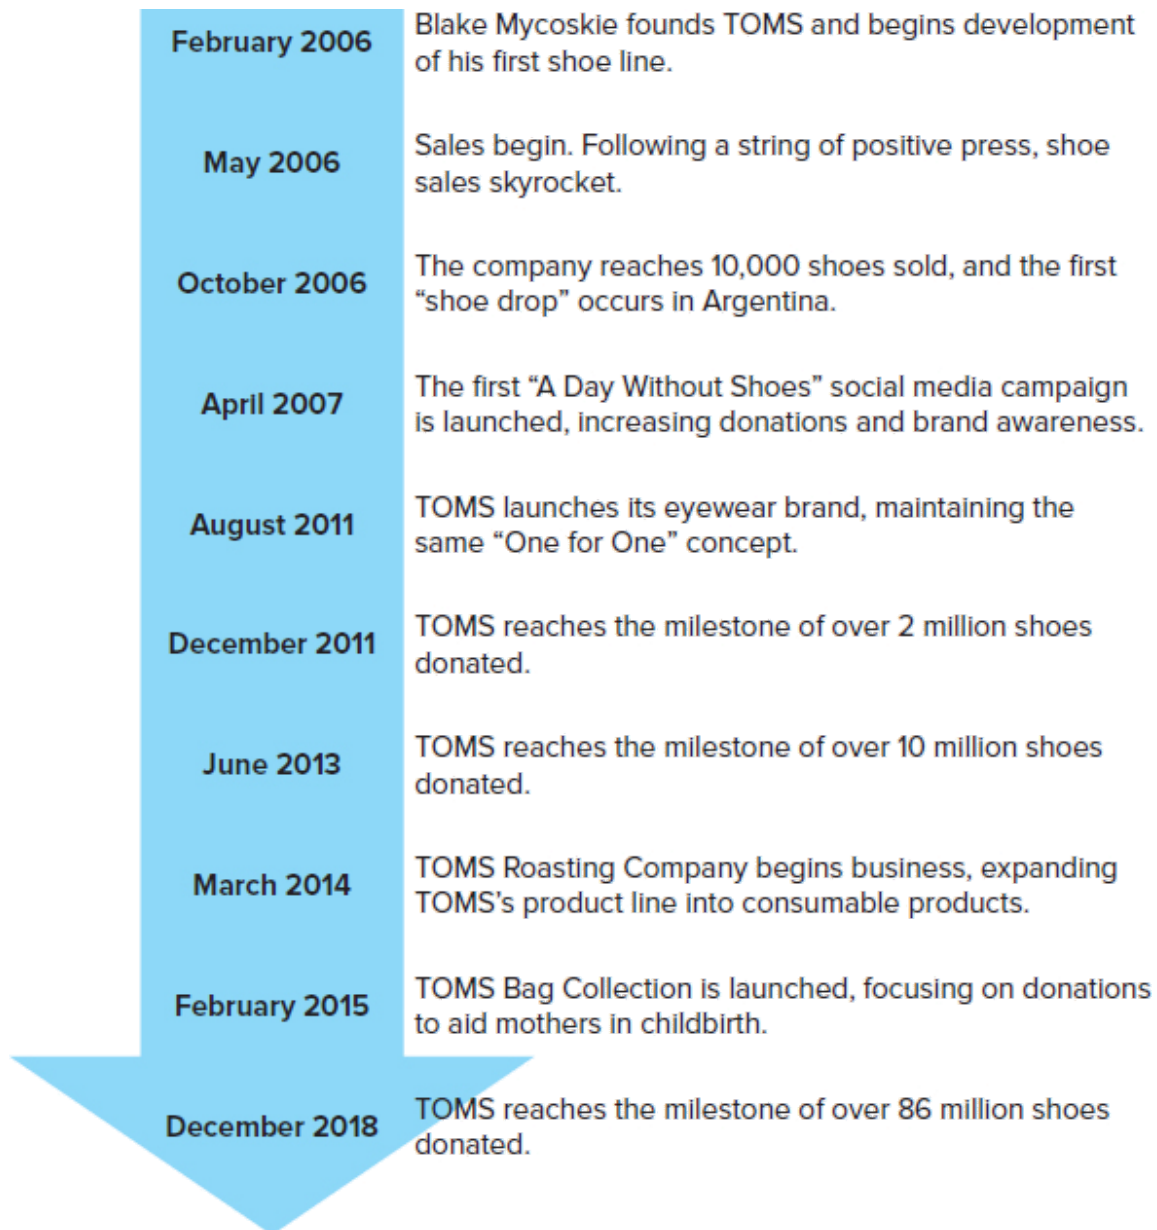 February 2006
Blake Mycoskie founds TOMS and begins development
of his first shoe line.
May 2006
Sales begin. Following a string of positive press, shoe
sales skyrocket.
October 2006
The company reaches 10,000 shoes sold, and the first
“shoe drop” occurs in Argentina.
April 2007
The first “A Day Without Shoes” social media campaign
is launched, increasing donations and brand awareness.
August 2011
TOMS launches its eyewear brand, maintaining the
same “One for One” concept.
December 2011
TOMS reaches the milestone of over 2 million shoes
donated.
June 2013
TOMS reaches the milestone of over 10 million shoes
donated.
March 2014
TOMS Roasting Company begins business, expanding
TOMS’s product line into consumable products.
February 2015
TOMS Bag Collection is launched, focusing on donations
to aid mothers in childbirth.
December 2018
TOMS reaches the milestone of over 86 million shoes
donated.